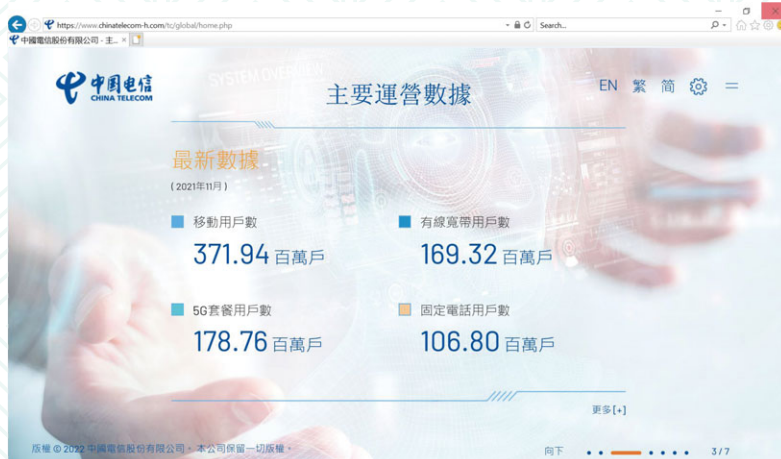 https://www.chinatelecom-h.com/tc/global/home.php
Search...
中國電信股份有限公司 - 主...
中国电信
CHINA TELECOM
SYSTEM OVERVIEW
主要運營數據
EN 繁 简
最新數據
(2021年11月)
移動用戶數
371.94 百萬戶
有線寬帶用戶數
169.32 百萬戶
5G套餐用戶數
178.76 百萬戶
固定電話用戶數
106.80 百萬戶
更多[+]
版權 © 2022 中國電信股份有限公司。 本公司保留一切版權。
向下
3/7